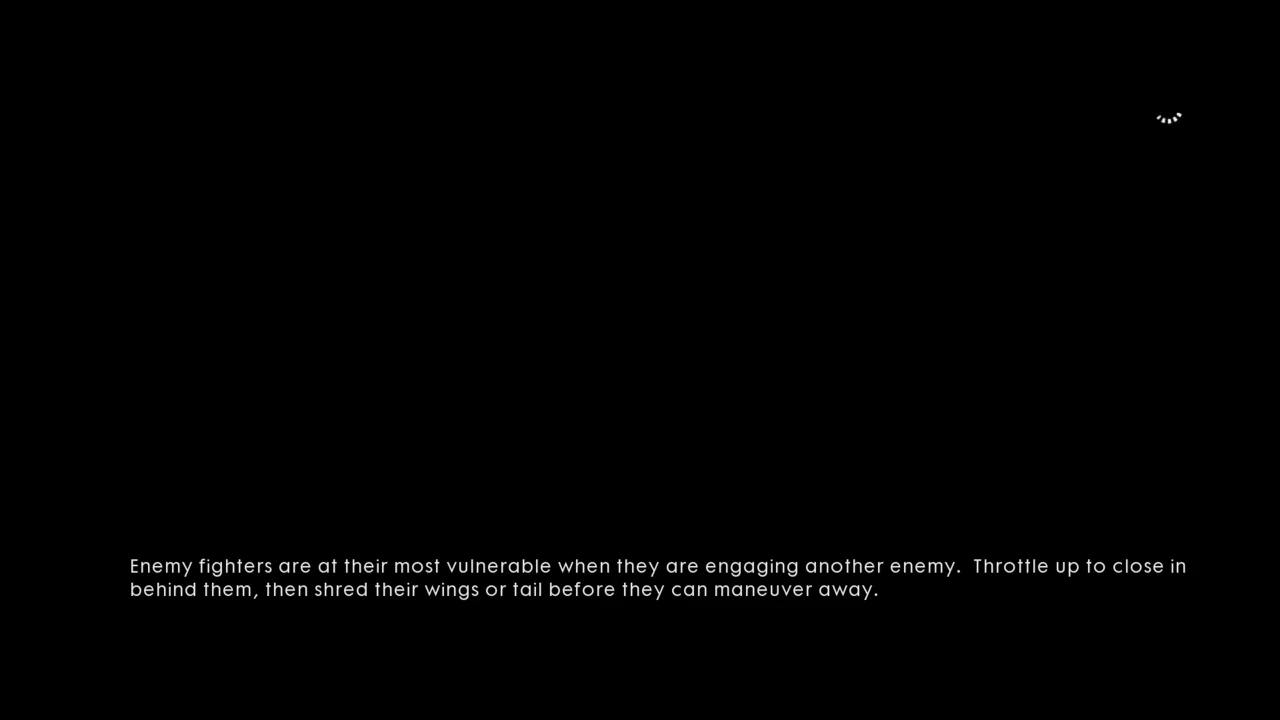 Enemy fighters are at their most vulnerable when they are engaging another enemy.  Throttle up to close in
behind them, then shred their wings or tail before they can maneuver away.